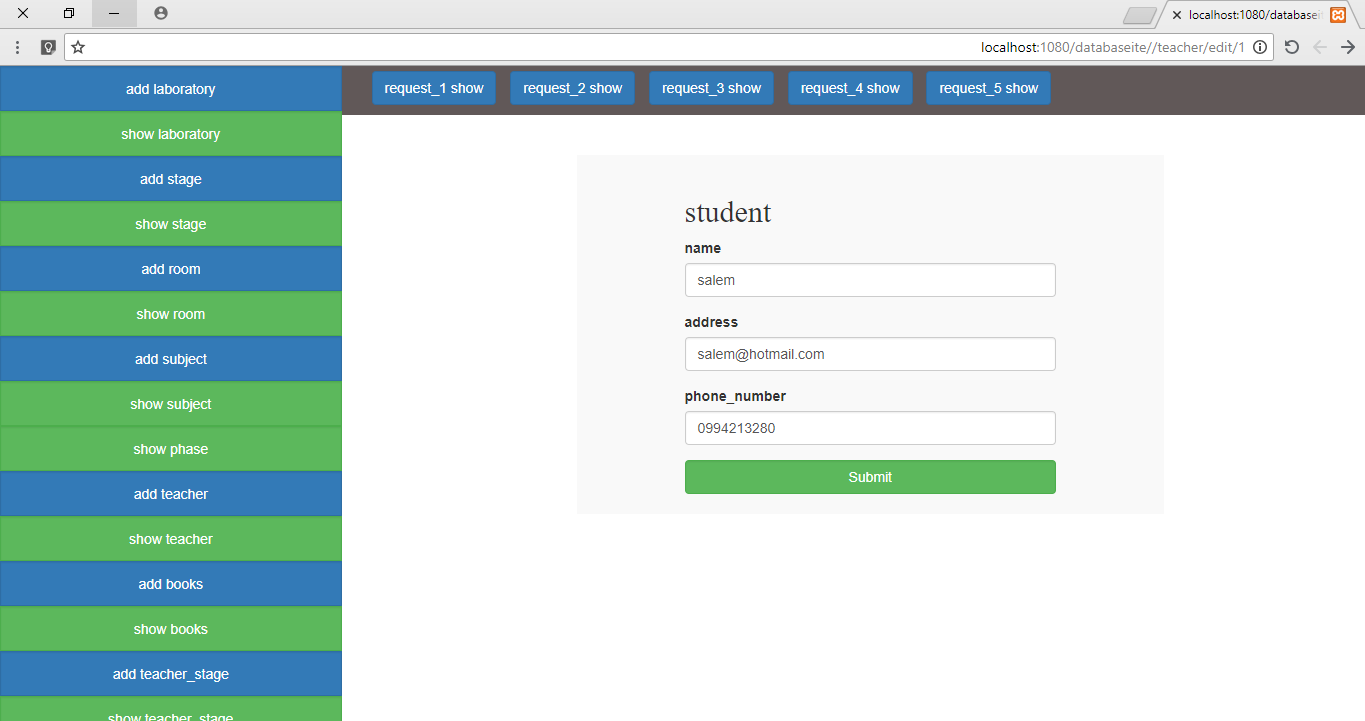 localhost:1080/databaseit
localhost:1080/databaseite//teacher/edit/1
add laboratory
show laboratory
add stage
show stage
add room
show room
add subject
show subject
show phase
add teacher
show teacher
add books
show books
add teacher_stage
show teacher_stage
request_1 show
request_2 show
request_3 show
request_4 show
request_5 show
student
name
salem
address
salem@hotmail.com
phone_number
0994213280
Submit